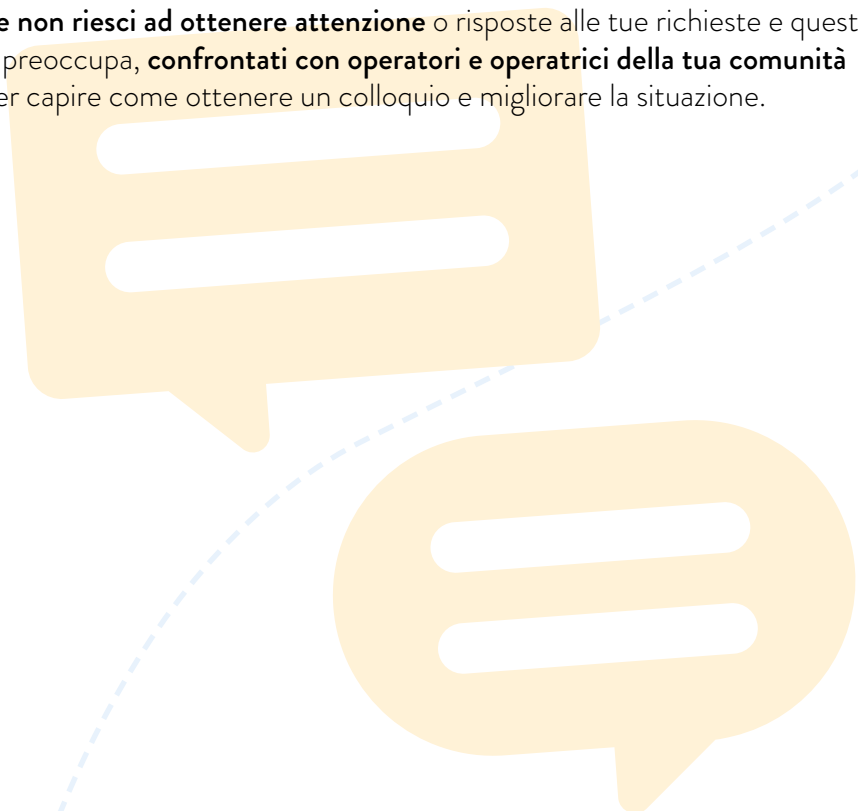 e non riesci ad ottenere attenzione o risposte alle tue richieste e quest
preoccupa, confrontati con operatori e operatrici della tua comunità
er capire come ottenere un colloquio e migliorare la situazione.